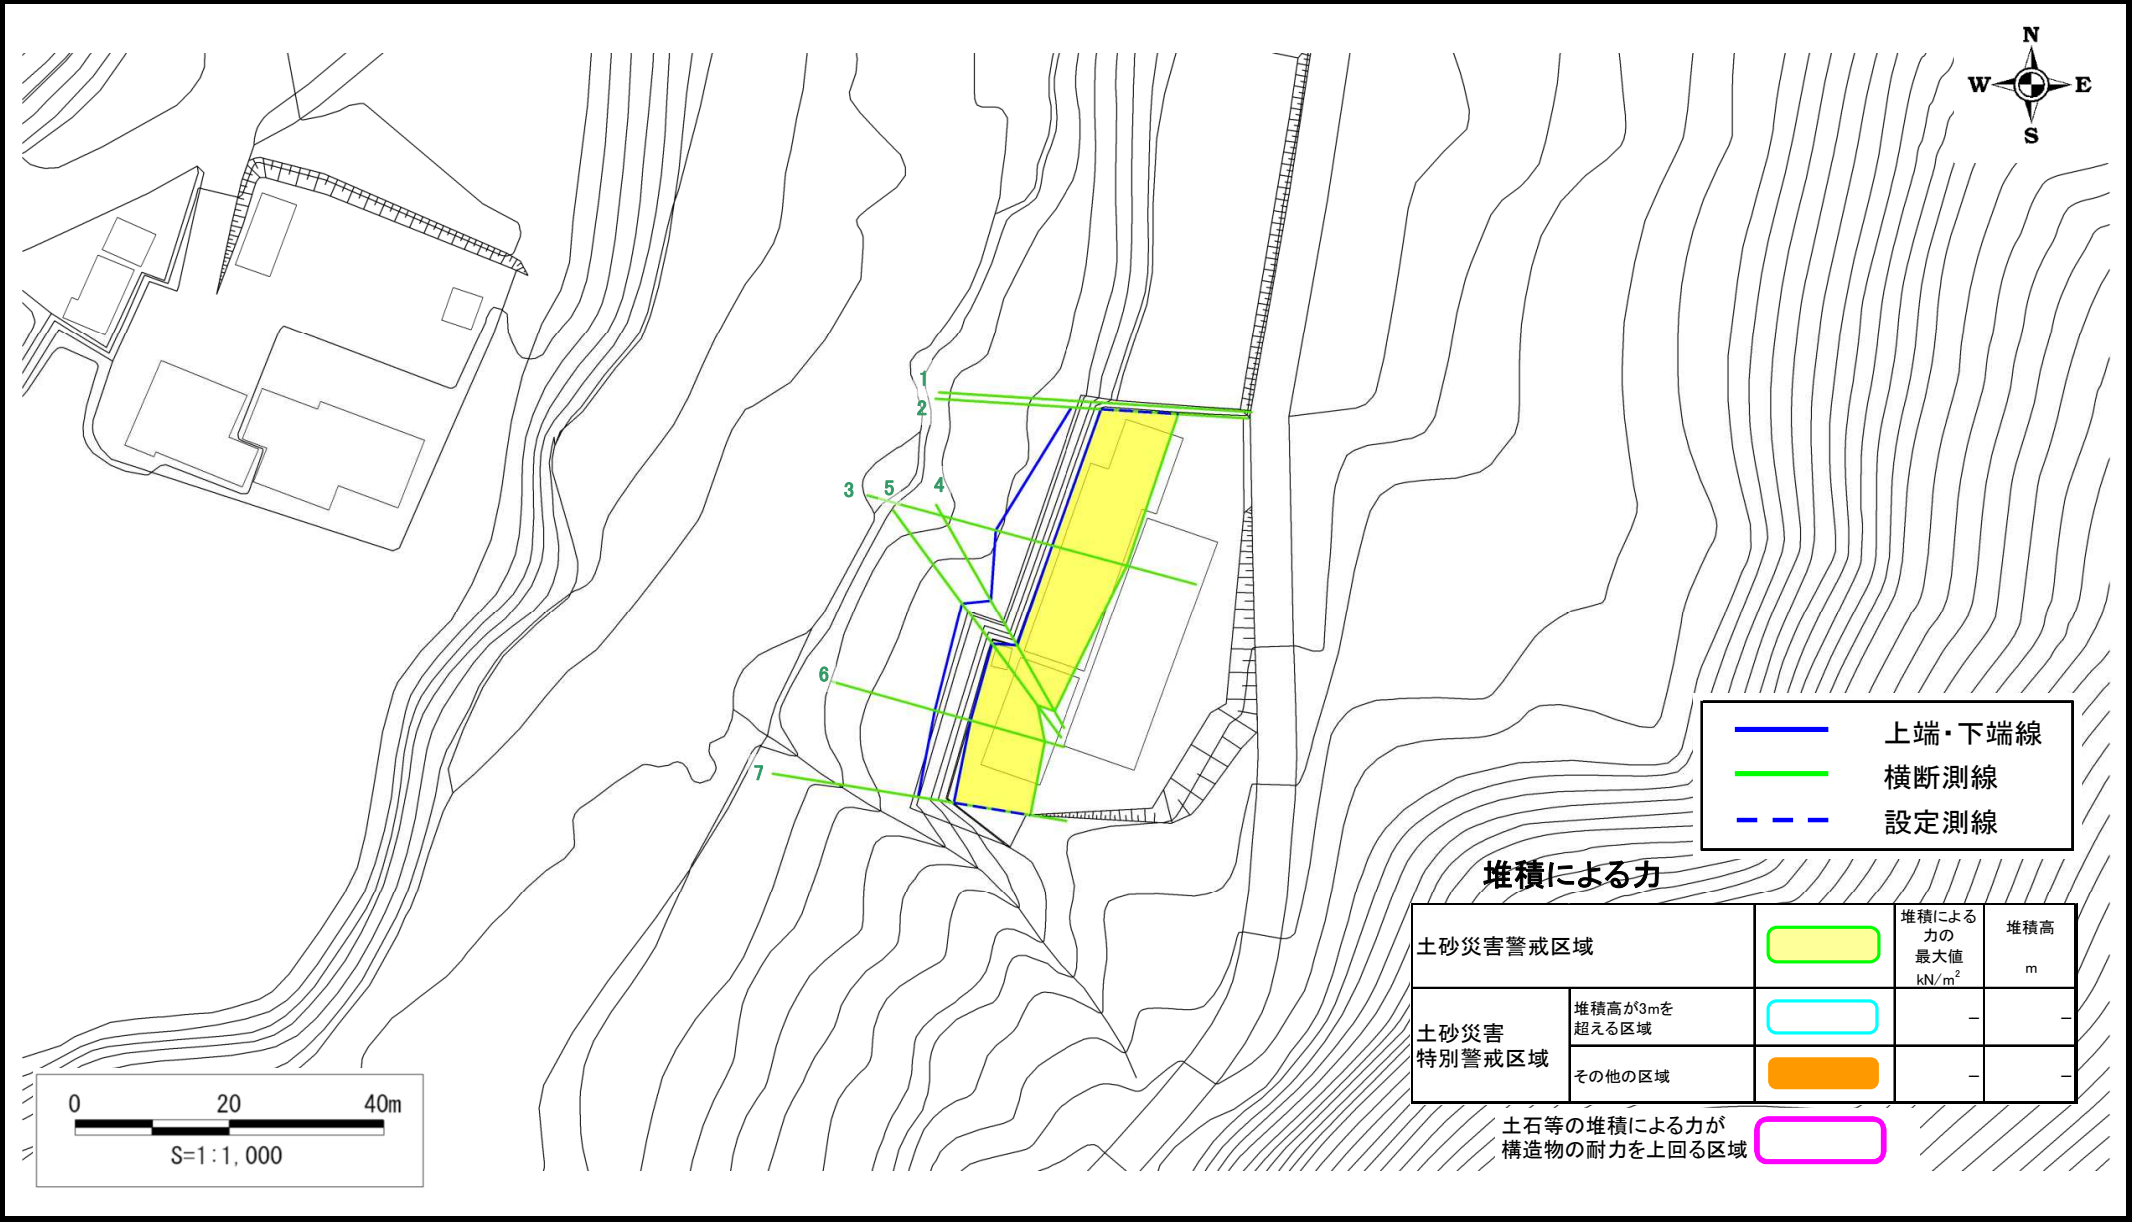 N
W E
S
1
2
3 5 4
6
7
上端・下端線
横断測線
設定測線
堆積による力
土砂災害警戒区域
堆積による
力の
最大値
kN/m²
堆積高
m
土砂災害
特別警戒区域
堆積高が3mを
超える区域
– –
その他の区域
– –
土石等の堆積による力が
構造物の耐力を上回る区域
0 20 40m
S=1:1,000